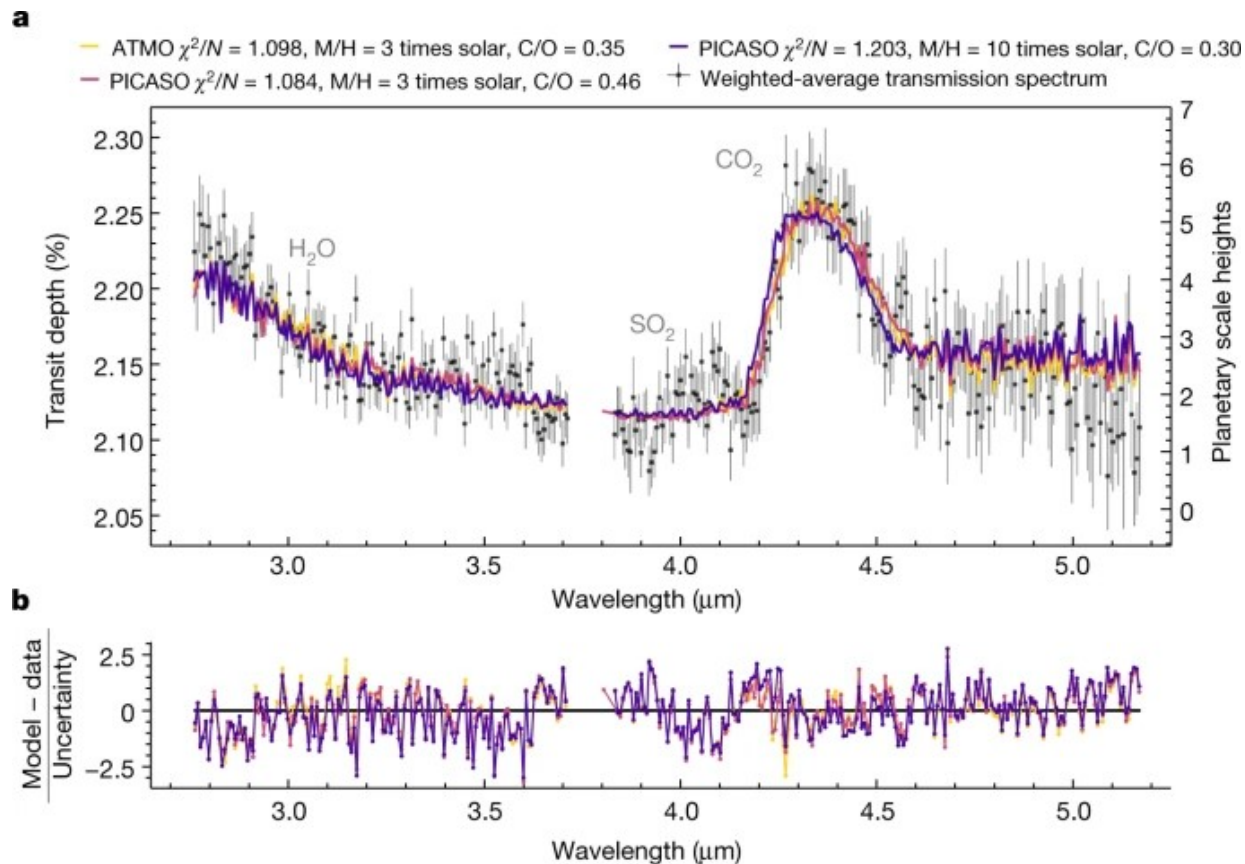 a
ATMO χ²/N = 1.098, M/H = 3 times solar, C/O = 0.35
PICASO χ²/N = 1.203, M/H = 10 times solar, C/O = 0.30
PICASO χ²/N = 1.084, M/H = 3 times solar, C/O = 0.46
Weighted-average transmission spectrum
Transit depth (%)
2.30
2.25
2.20
2.15
2.10
2.05
H₂O
SO₂
CO₂
7
6
5
4
3
2
1
0
Planetary scale heights
3.0 3.5 4.0 4.5 5.0
Wavelength (μm)
b
Model – data
Uncertainty
2.5
0
–2.5
3.0 3.5 4.0 4.5 5.0
Wavelength (μm)